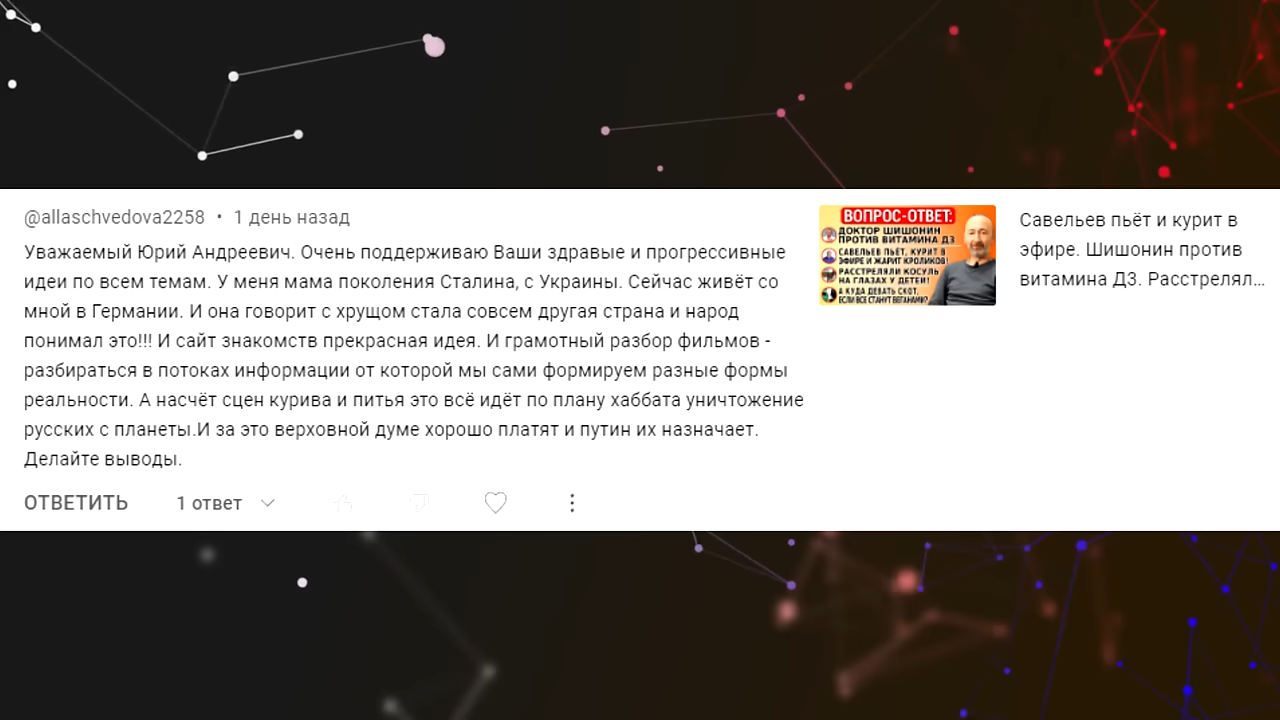 @allaschvedova2258 • 1 день назад
Уважаемый Юрий Андреевич. Очень поддерживаю Ваши здравые и прогрессивные
идеи по всем темам. У меня мама поколения Сталина, с Украины. Сейчас живёт со
мной в Германии. И она говорит с хрущом стала совсем другая страна и народ
понимал это!!! И сайт знакомств прекрасная идея. И грамотный разбор фильмов -
разбираться в потоках информации от которой мы сами формируем разные формы
реальности. А насчёт сцен курива и питья это всё идёт по плану хаббата уничтожение
русских с планеты.И за это верховной думе хорошо платят и путин их назначает.
Делайте выводы.
ОТВЕТИТЬ 1 ответ
ВОПРОС-ОТВЕТ:
ДОКТОР ШИШОНИН
ПРОТИВ ВИТАМИНА Д3
САВЕЛЬЕВ ПЬЁТ, КУРИТ В
ЭФИРЕ И ЖАРИТ КРОЛИКОВ!
РАССТРЕЛЯЛИ КОСУЛЬ
НА ГЛАЗАХ У ДЕТЕЙ!
А КУДА ДЕВАТЬ СКОТ,
ЕСЛИ ВСЕ СТАНУТ ВЕГАНАМИ?
Савельев пьёт и курит в
эфире. Шишонин против
витамина Д3. Расстрелял...